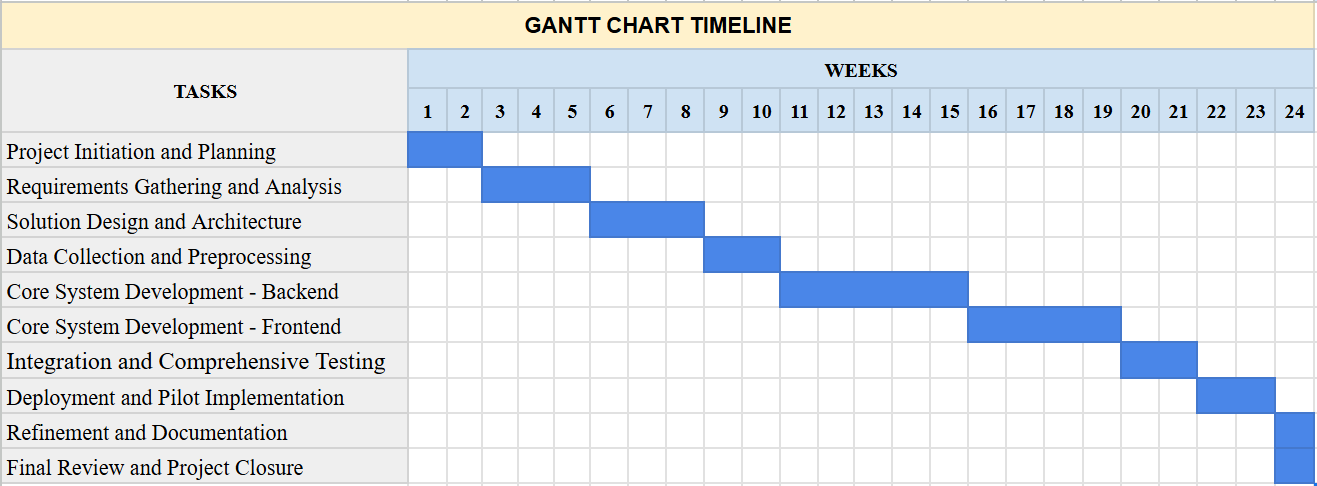 GANTT CHART TIMELINE
TASKS
WEEKS
1 2 3 4 5 6 7 8 9 10 11 12 13 14 15 16 17 18 19 20 21 22 23 24
Project Initiation and Planning
Requirements Gathering and Analysis
Solution Design and Architecture
Data Collection and Preprocessing
Core System Development - Backend
Core System Development - Frontend
Integration and Comprehensive Testing
Deployment and Pilot Implementation
Refinement and Documentation
Final Review and Project Closure